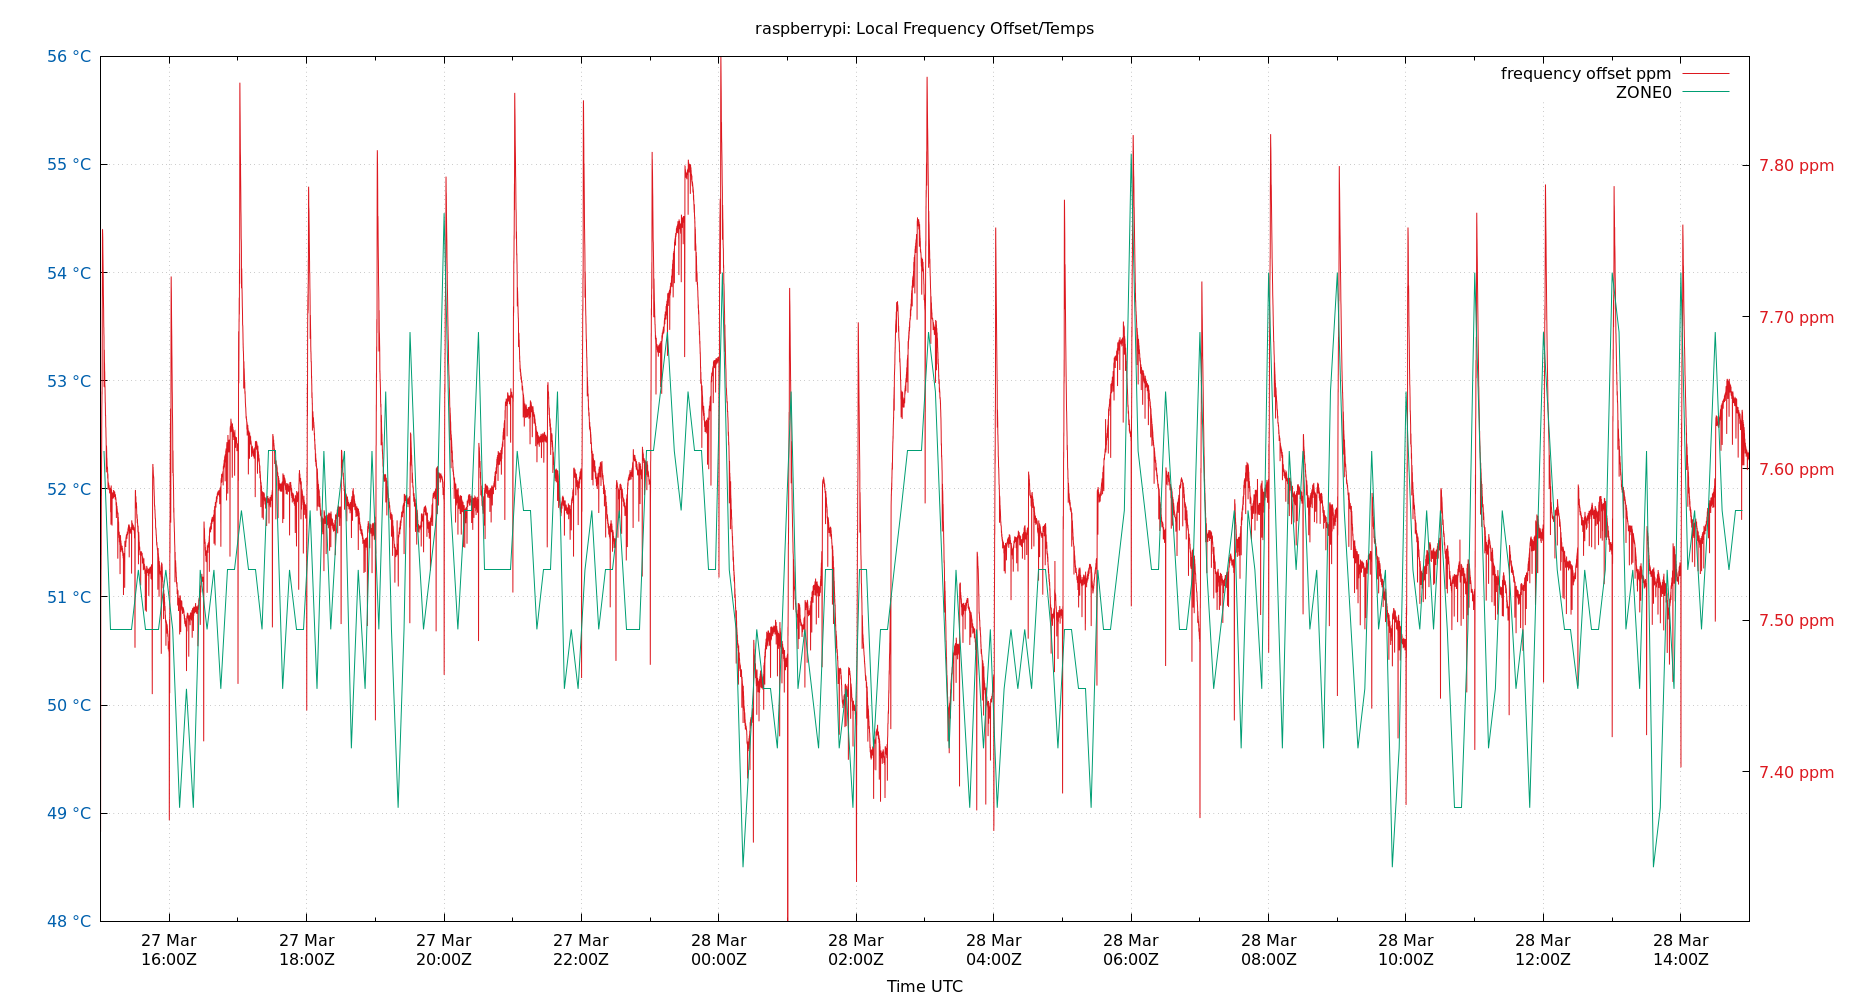 raspberrypi: Local Frequency Offset/Temps
frequency offset ppm
ZONE0
56 °C
55 °C
54 °C
53 °C
52 °C
51 °C
50 °C
49 °C
48 °C
7.80 ppm
7.70 ppm
7.60 ppm
7.50 ppm
7.40 ppm
27 Mar
16:00Z
27 Mar
18:00Z
27 Mar
20:00Z
27 Mar
22:00Z
28 Mar
00:00Z
28 Mar
02:00Z
28 Mar
04:00Z
28 Mar
06:00Z
28 Mar
08:00Z
28 Mar
10:00Z
28 Mar
12:00Z
28 Mar
14:00Z
Time UTC